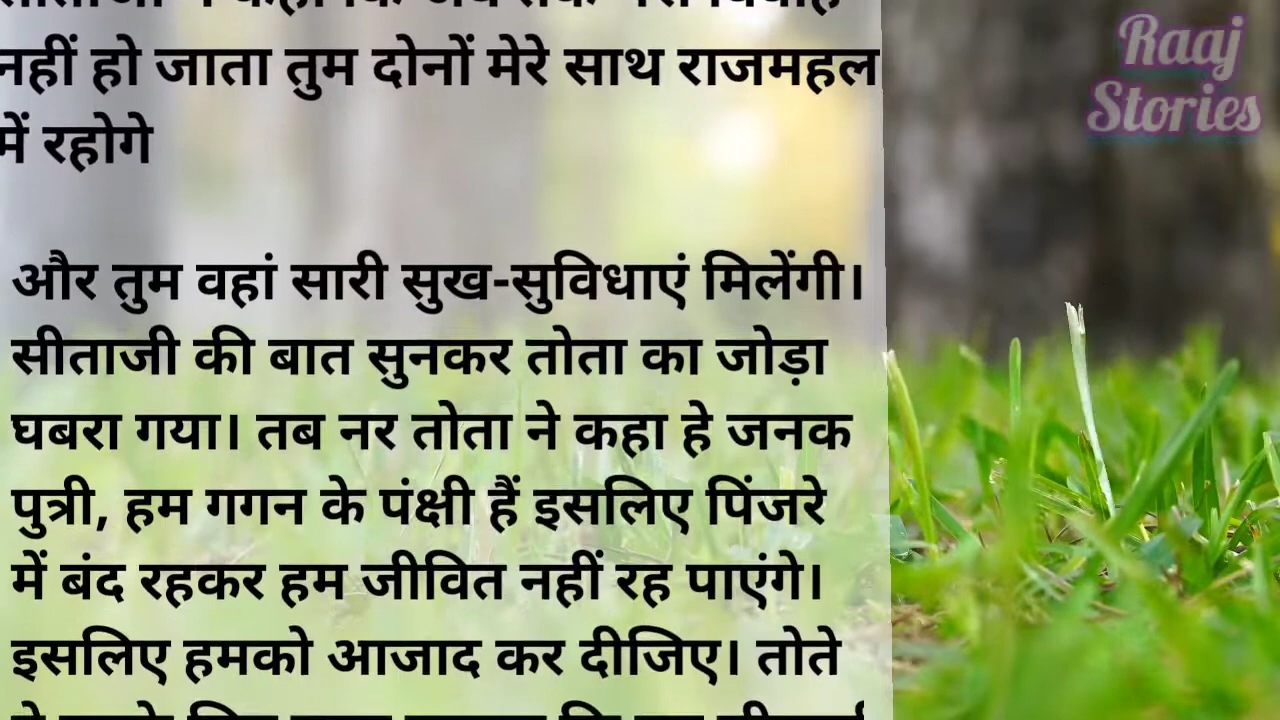 नहीं हो जाता तुम दोनों मेरे साथ राजमहल
में रहोगे
और तुम वहां सारी सुख-सुविधाएं मिलेंगी।
सीताजी की बात सुनकर तोता का जोड़ा
घबरा गया। तब नर तोता ने कहा हे जनक
पुत्री, हम गगन के पंक्षी हैं इसलिए पिंजरे
में बंद रहकर हम जीवित नहीं रह पाएंगे।
इसलिए हमको आजाद कर दीजिए। तोते
Raaj
Stories